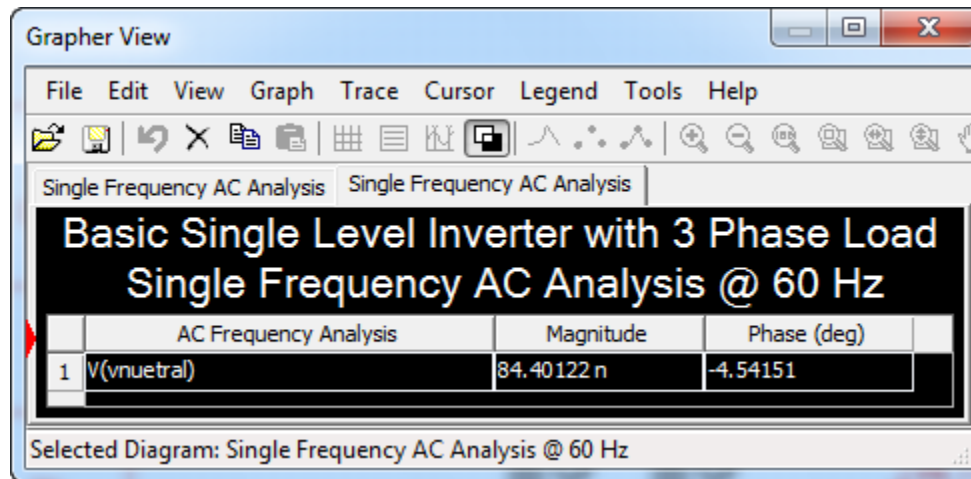 Grapher View
File Edit View Graph Trace Cursor Legend Tools Help
Single Frequency AC Analysis Single Frequency AC Analysis
Basic Single Level Inverter with 3 Phase Load
Single Frequency AC Analysis @ 60 Hz
AC Frequency Analysis Magnitude Phase (deg)
1 V(vnuetral) 84.40122 n -4.54151
Selected Diagram: Single Frequency AC Analysis @ 60 Hz